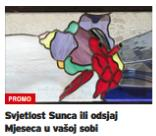 PROMO
Svjetlost Sunca ili odsjaj
Mjeseca u vašoj sobi